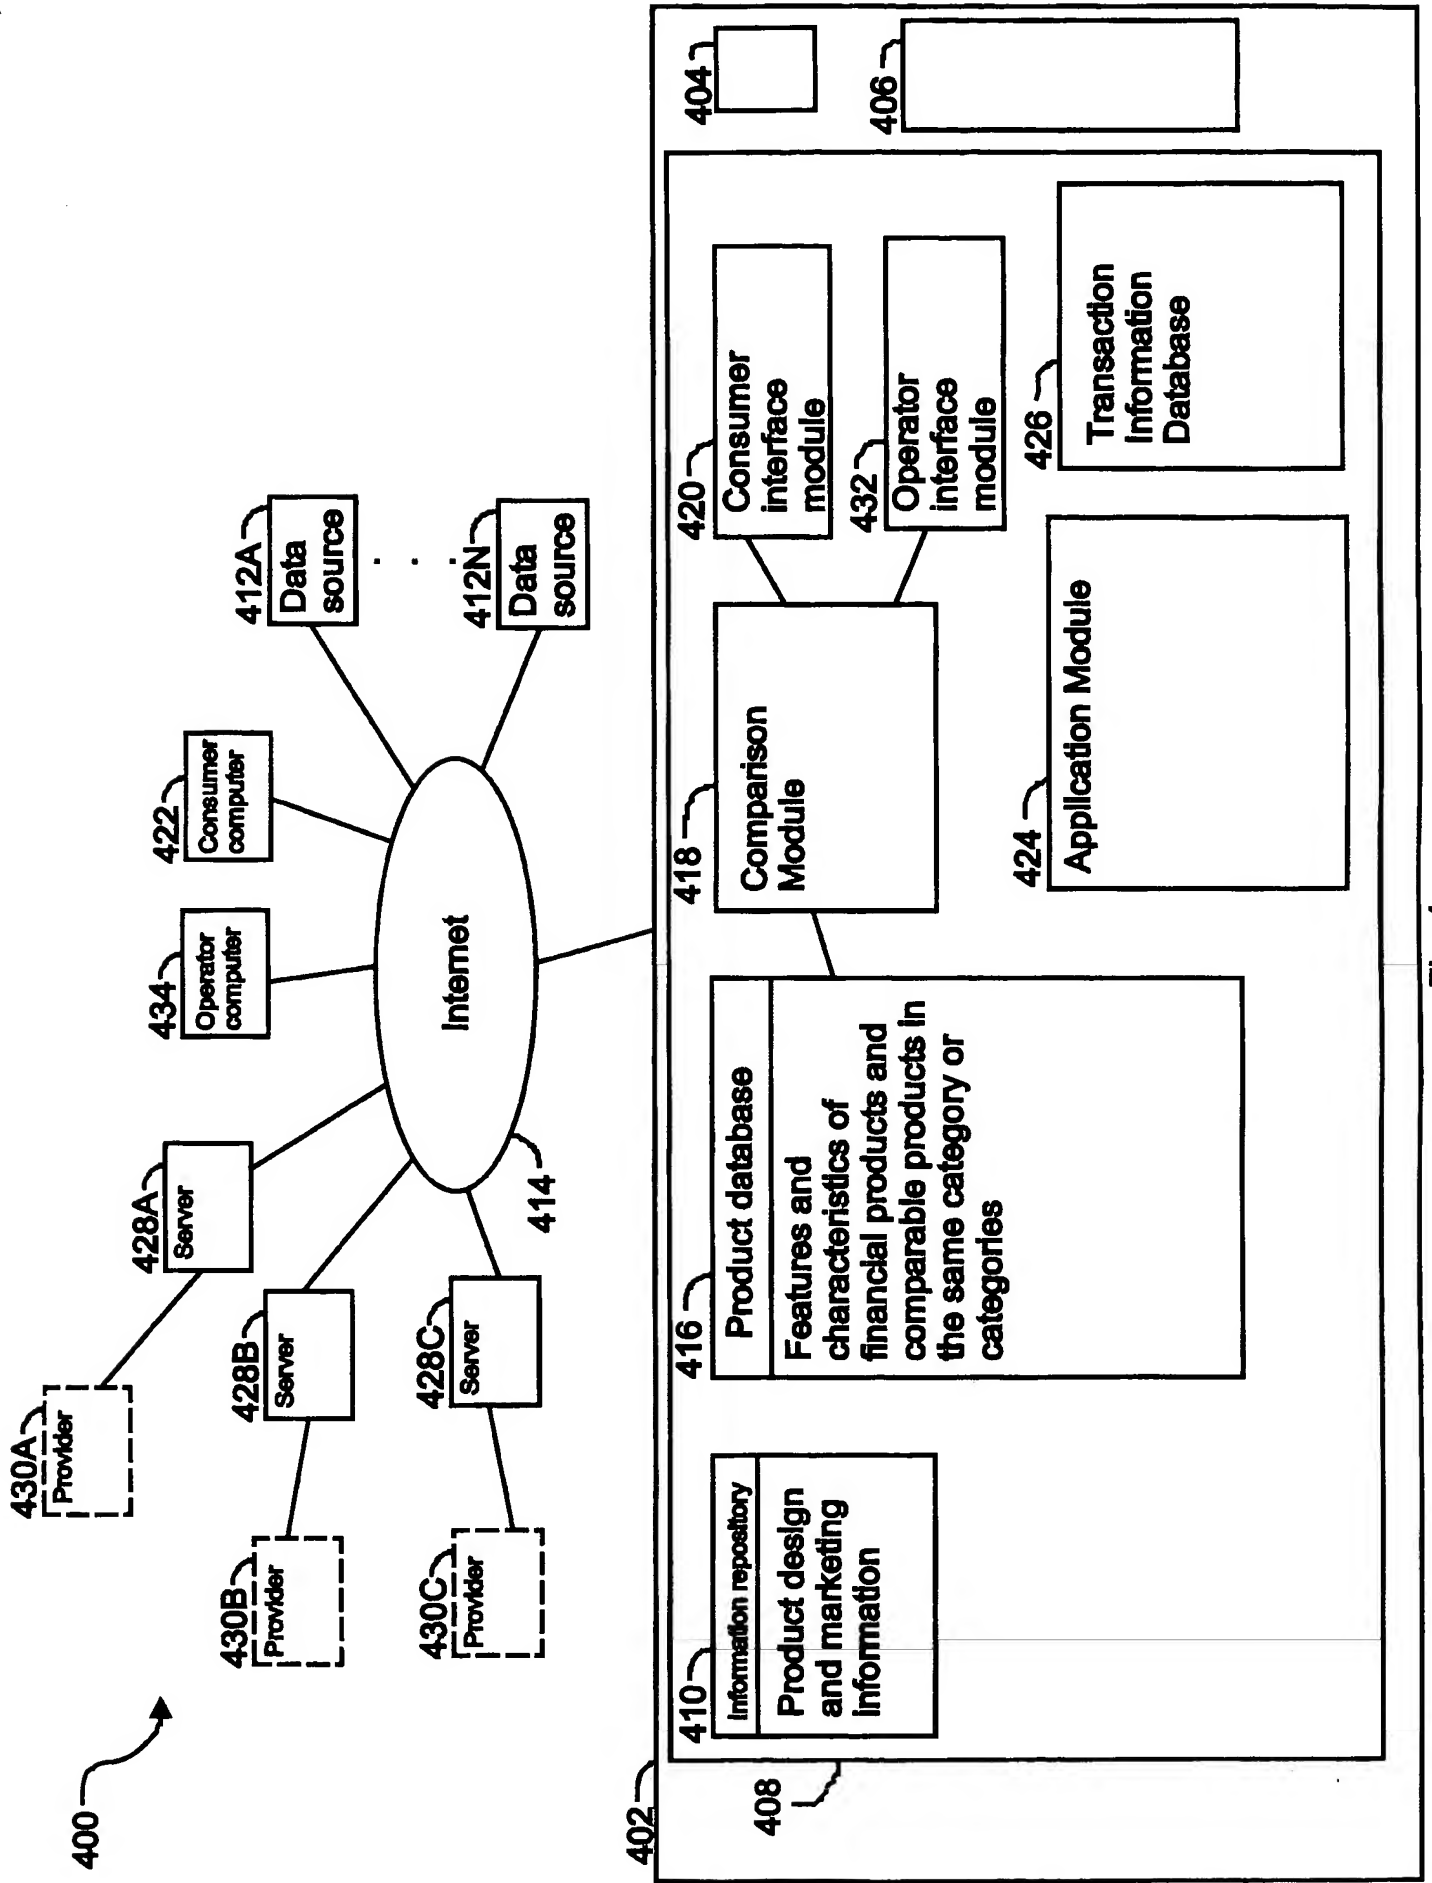 400
430A
Provider
430B
Provider
430C
Provider
428A
Server
428B
Server
428C
Server
434
Operator
computer
422
Consumer
computer
412A
Data
source
. . .
412N
Data
source
Internet
414
402
408
410
Information repository
Product design
and marketing
information
416
Product database
Features and
characteristics of
financial products and
comparable products in
the same category or
categories
418
Comparison
Module
420
Consumer
interface
module
432
Operator
interface
module
404
406
424
Application Module
426
Transaction
Information
Database